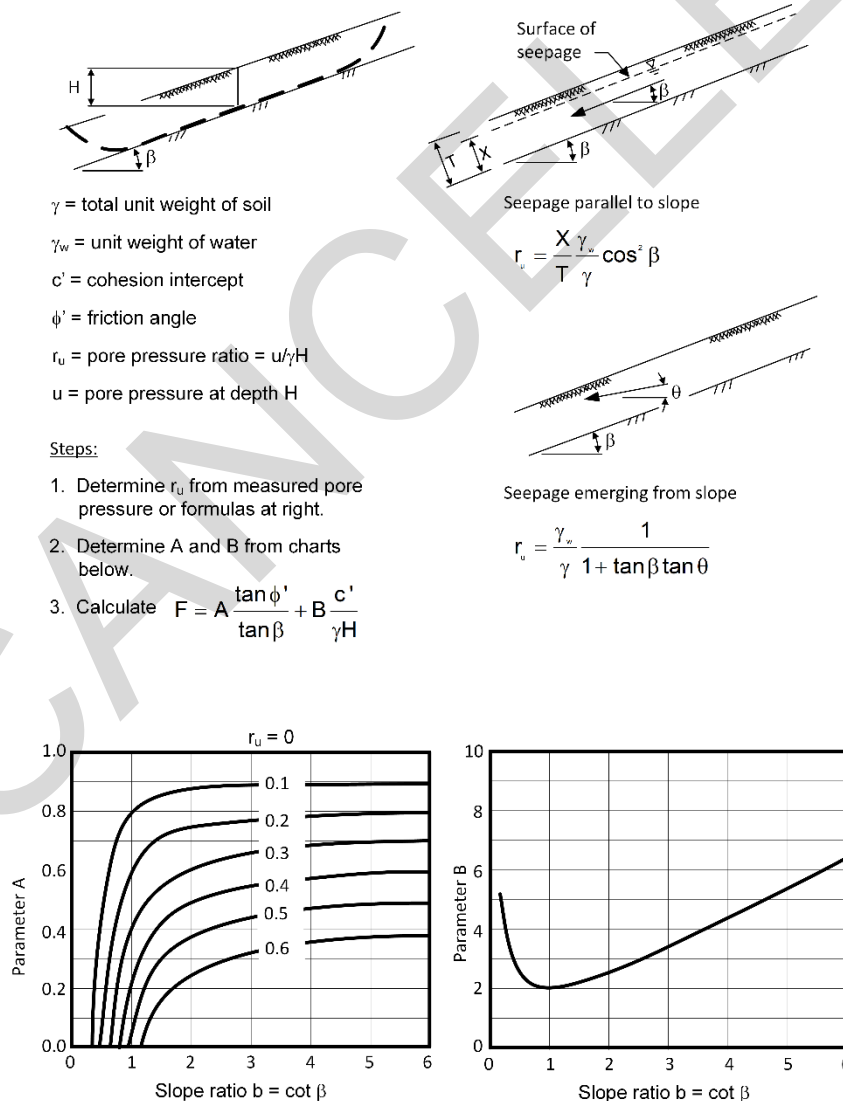 CANCELLE
H
β
Surface of
seepage
β
T
X
β
γ = total unit weight of soil
γw = unit weight of water
c' = cohesion intercept
ϕ' = friction angle
ru = pore pressure ratio = u/γH
u = pore pressure at depth H
Steps:
1. Determine ru from measured pore
pressure or formulas at right.
2. Determine A and B from charts
below.
3. Calculate F = A tan ϕ' / tan β + B c' / γH
Seepage parallel to slope
ru = X/T γw/γ cos² β
θ
β
Seepage emerging from slope
ru = γw/γ 1/(1 + tan β tan θ)
ru = 0
1.0
0.8
0.6
0.4
0.2
0.0
Parameter A
0.1
0.2
0.3
0.4
0.5
0.6
0 1 2 3 4 5 6
Slope ratio b = cot β
10
8
6
4
2
0
Parameter B
0 1 2 3 4 5 6
Slope ratio b = cot β